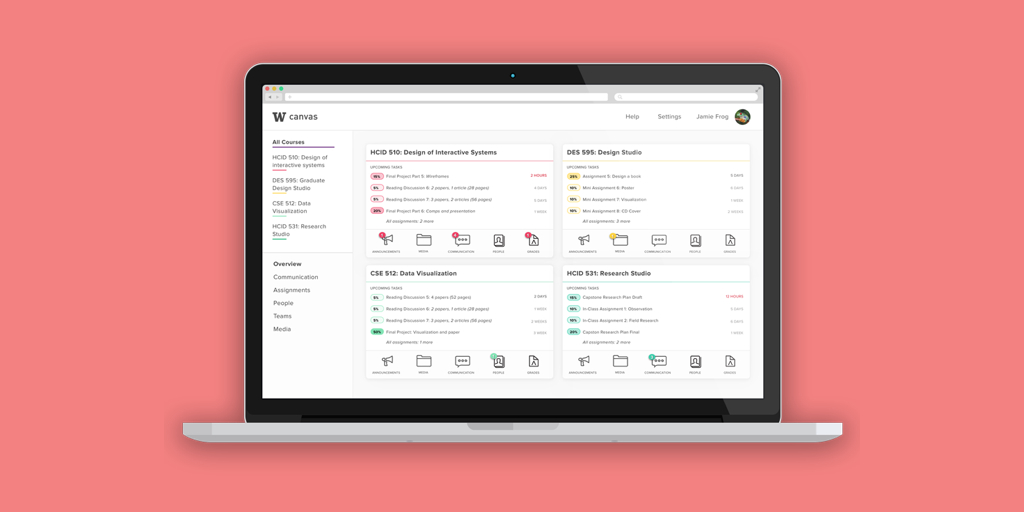 W canvas
Help
Settings
Jamie Frog
All Courses
HCID 510: Design of
interactive systems
DES 595: Graduate
Design Studio
CSE 512: Data
Visualization
HCID 531: Research
Studio
Overview
Communication
Assignments
People
Teams
Media
HCID 510: Design of Interactive Systems
UPCOMING TASKS
15% Final Project Part 5: Wireframes 2 HOURS
5% Reading Discussion 6: 2 papers, 1 article (28 pages) 4 DAYS
5% Reading Discussion 7: 3 papers, 2 articles (58 pages) 5 DAYS
20% Final Project Part 6: Comps and presentation 1 WEEK
All assignments: 2 more
ANNOUNCEMENTS MEDIA COMMUNICATION PEOPLE GRADES
DES 595: Design Studio
UPCOMING TASKS
25% Assignment 5: Design a book 5 DAYS
10% Mini Assignment 6: Poster 6 DAYS
10% Mini Assignment 7: Visualization 1 WEEK
10% Mini Assignment 8: CD Cover 2 WEEKS
All assignments: 3 more
ANNOUNCEMENTS MEDIA COMMUNICATION PEOPLE GRADES
CSE 512: Data Visualization
UPCOMING TASKS
5% Reading Discussion 5: 4 papers (52 pages) 3 DAYS
5% Reading Discussion 6: 2 papers, 1 article (28 pages) 1 WEEK
5% Reading Discussion 7: 3 papers, 2 articles (58 pages) 2 WEEKS
Final Project: Visualization and paper 3 WEEK
All assignments: 1 more
ANNOUNCEMENTS MEDIA COMMUNICATION PEOPLE GRADES
HCID 531: Research Studio
UPCOMING TASKS
15% Capstone Research Plan Draft 12 HOURS
10% In-Class Assignment 1: Observation 3 DAYS
10% In-Class Assignment 2: Field Research 6 DAYS
25% Capston Research Plan Final 1 WEEK
All assignments: 2 more
ANNOUNCEMENTS MEDIA COMMUNICATION PEOPLE GRADES